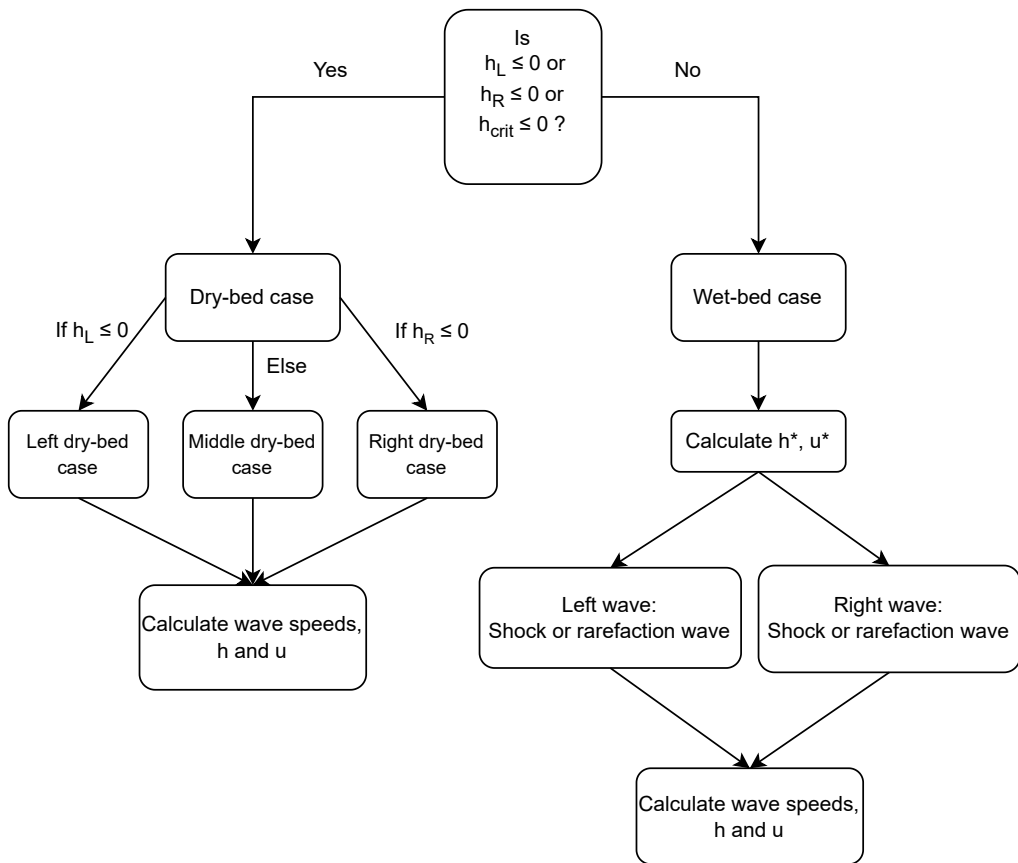 Is
h_L ≤ 0 or
h_R ≤ 0 or
h_crit ≤ 0 ?
Yes
No
Dry-bed case
Wet-bed case
If h_L ≤ 0
Else
If h_R ≤ 0
Left dry-bed
case
Middle dry-bed
case
Right dry-bed
case
Calculate h*, u*
Calculate wave speeds,
h and u
Left wave:
Shock or rarefaction wave
Right wave:
Shock or rarefaction wave
Calculate wave speeds,
h and u